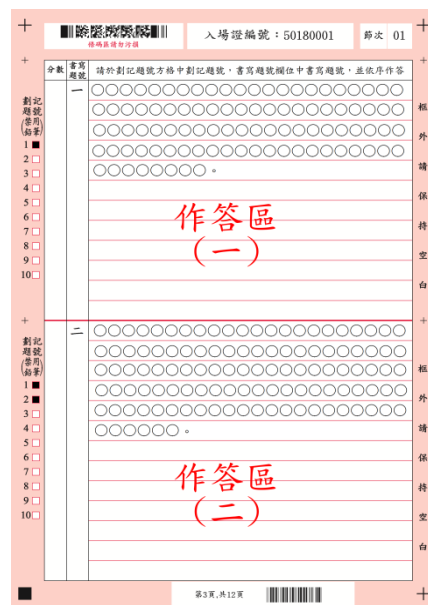 條碼區請勿汙損
入場證編號：50180001
節次 01
分數 書寫題號 請於劃記題號方格中劃記題號，書寫題號欄位中書寫題號，並依序作答
劃記題號
(禁用鉛筆)
1 ■
2 □
3 □
4 □
5 □
6 □
7 □
8 □
9 □
10 □
一
○○○○○○○○○○○○○○○○○○○○○○
○○○○○○○○○○○○○○○○○○○○○○
○○○○○○○○○○○○○○○○○○○○○○
○○○○○○○○○○○○○○○○○○○○○○
○○○○○○○○。
作答區
(一)
框外請保持空白
劃記題號
(禁用鉛筆)
1 ■
2 ■
3 □
4 □
5 □
6 □
7 □
8 □
9 □
10 □
二
○○○○○○○○○○○○○○○○○○○○○○
○○○○○○○○○○○○○○○○○○○○○○
○○○○○○○○○○○○○○○○○○○○○○
○○○○○○○○○○○○○○○○○○○○○○
○○○○○○○○○○○○○○○○○○○○○○
○○○○○○。
作答區
(二)
框外請保持空白
第3頁,共12頁